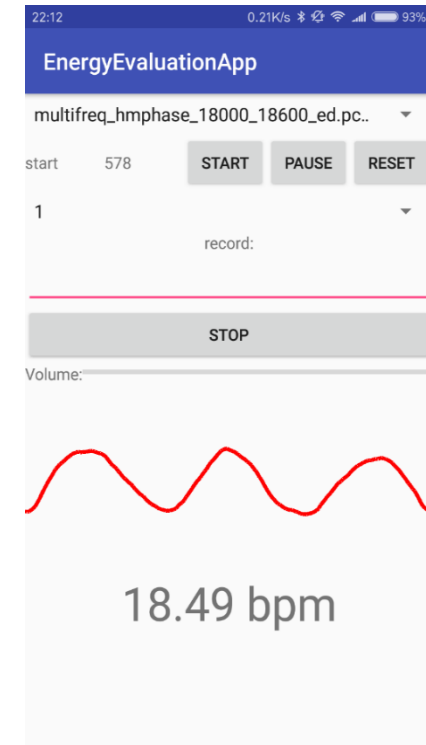 22:12 0.21K/s 93%
EnergyEvaluationApp
multifreq_hmphase_18000_18600_ed.pc..
start 578 START PAUSE RESET
1
record:
STOP
Volume:
18.49 bpm